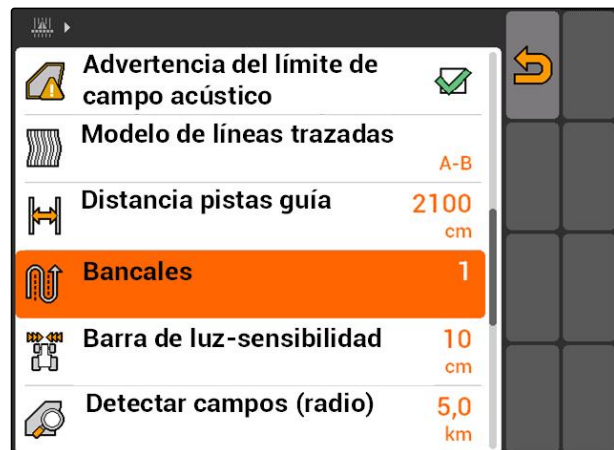 Advertencia del límite de
campo acústico
Modelo de líneas trazadas
A-B
Distancia pistas guía 2100
cm
Bancales 1
Barra de luz-sensibilidad 10
cm
Detectar campos (radio) 5,0
km